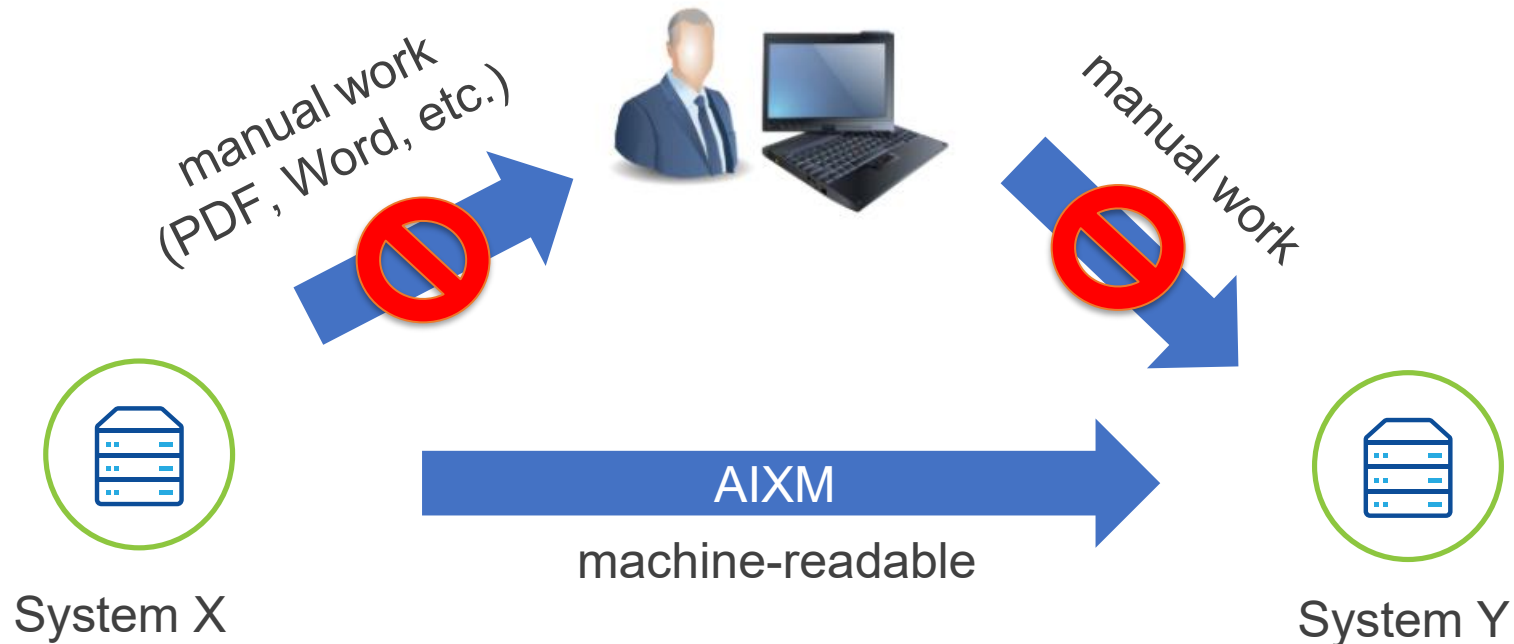 manual work
(PDF, Word, etc.)
manual work
AIXM
machine-readable
System X
System Y